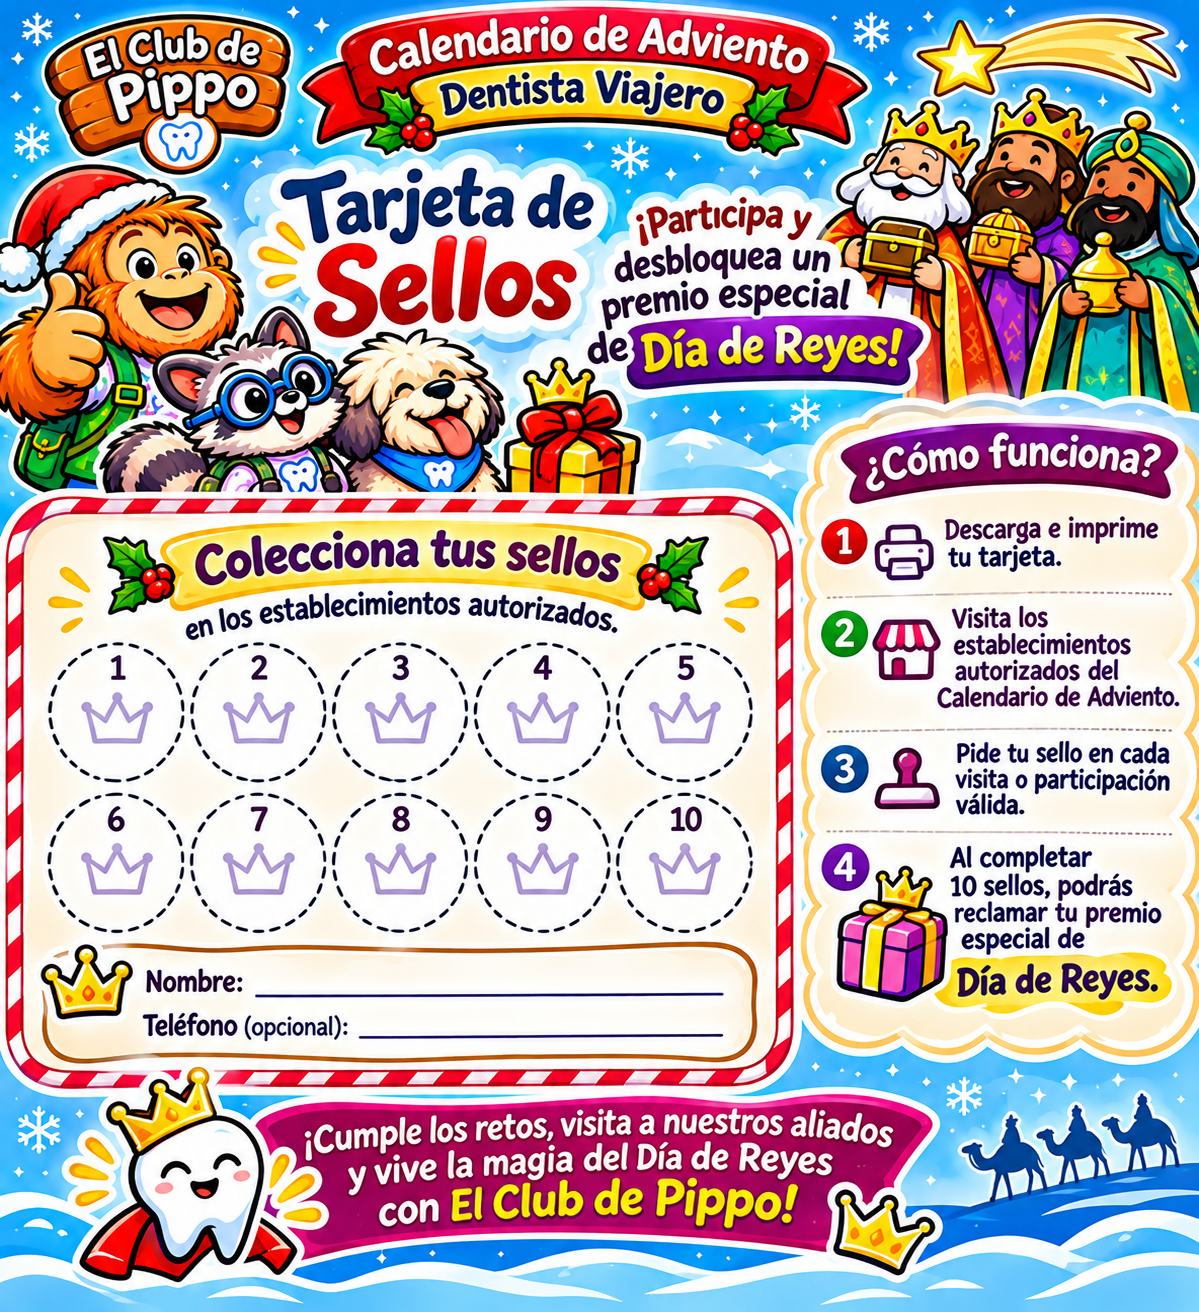 El Club de
Pippo
Calendario de Adviento
Dentista Viajero
Tarjeta de
Sellos
¡Participa y
desbloquea un
premio especial
de Día de Reyes!
Colecciona tus sellos
en los establecimientos autorizados.
1 2 3 4 5
6 7 8 9 10
Nombre:
Teléfono (opcional):
¿Cómo funciona?
1 Descarga e imprime
tu tarjeta.
2 Visita los
establecimientos
autorizados del
Calendario de Adviento.
3 Pide tu sello en cada
visita o participación
válida.
4 Al completar
10 sellos, podrás
reclamar tu premio
especial de
Día de Reyes.
¡Cumple los retos, visita a nuestros aliados
y vive la magia del Día de Reyes
con El Club de Pippo!